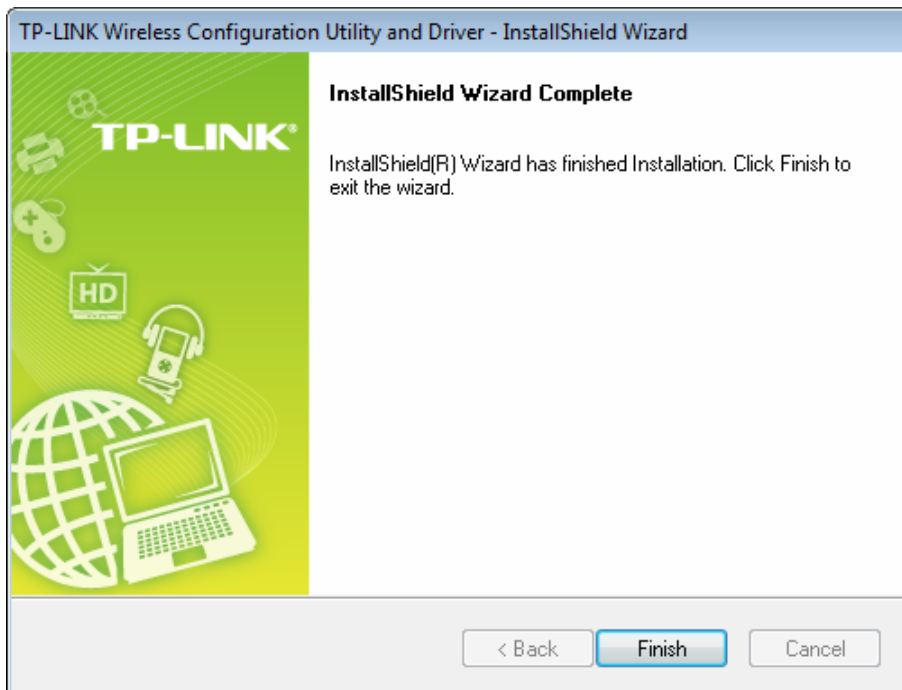 TP-LINK Wireless Configuration Utility and Driver - InstallShield Wizard
TP-LINK®
HD
InstallShield Wizard Complete
InstallShield(R) Wizard has finished Installation. Click Finish to
exit the wizard.
< Back
Finish
Cancel